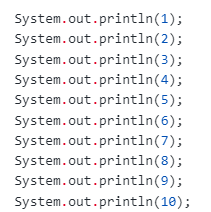 System.out.println(1);
System.out.println(2);
System.out.println(3);
System.out.println(4);
System.out.println(5);
System.out.println(6);
System.out.println(7);
System.out.println(8);
System.out.println(9);
System.out.println(10);